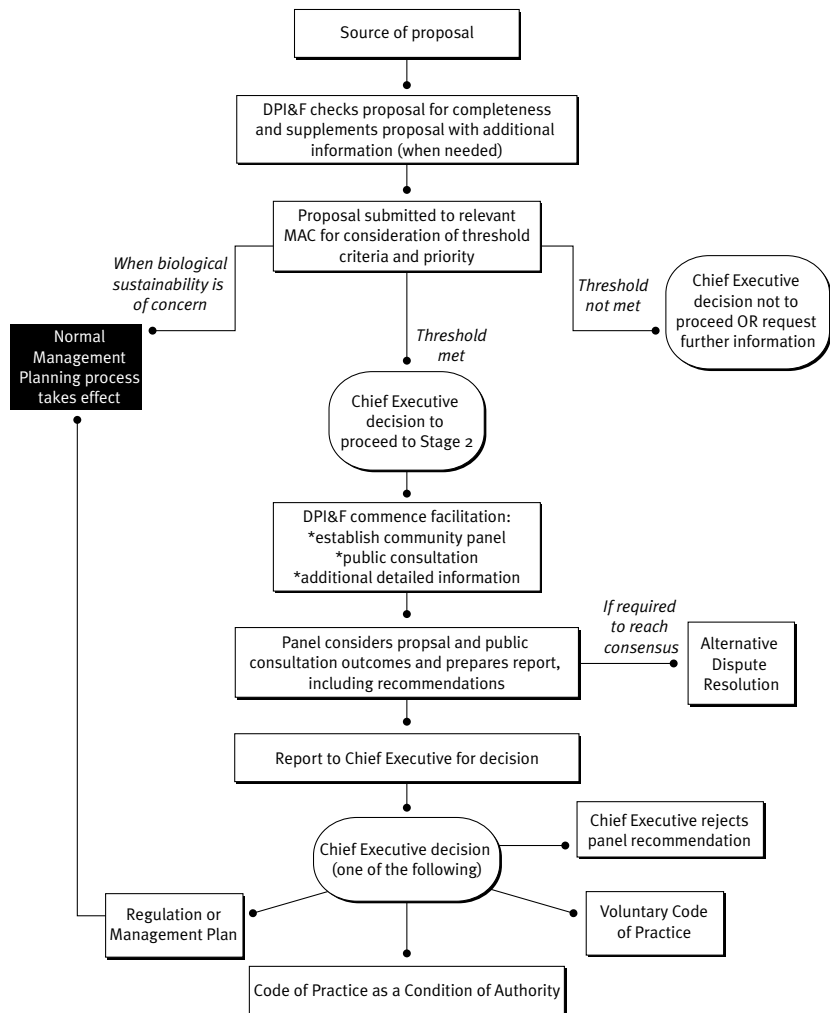 Source of proposal
DPI&F checks proposal for completeness
and supplements proposal with additional
information (when needed)
Proposal submitted to relevant
MAC for consideration of threshold
criteria and priority
When biological
sustainability is
of concern
Threshold
not met
Chief Executive
decision not to
proceed OR request
further information
Normal
Management
Planning process
takes effect
Threshold
met
Chief Executive
decision to
proceed to Stage 2
DPI&F commence facilitation:
*establish community panel
*public consultation
*additional detailed information
Panel considers propsal and public
consultation outcomes and prepares report,
including recommendations
If required
to reach
consensus
Alternative
Dispute
Resolution
Report to Chief Executive for decision
Chief Executive decision
(one of the following)
Chief Executive rejects
panel recommendation
Regulation or
Management Plan
Voluntary Code
of Practice
Code of Practice as a Condition of Authority